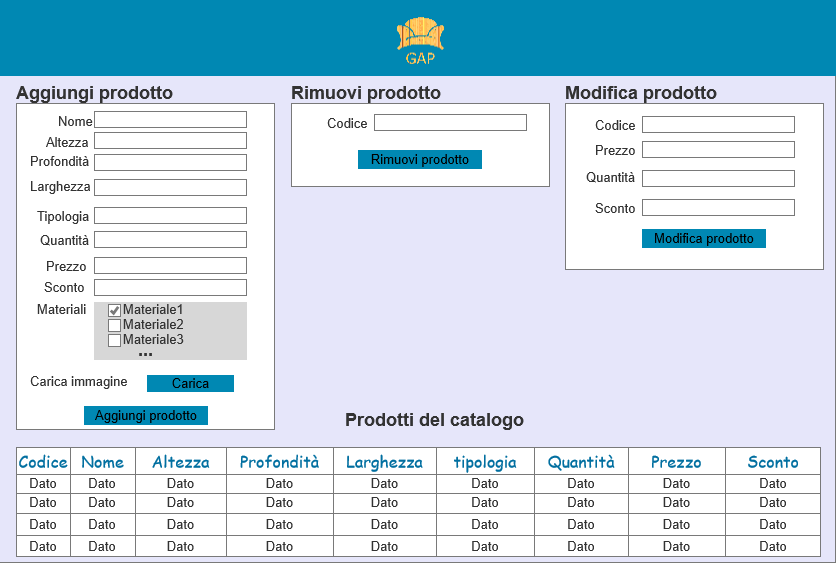 GAP
Aggiungi prodotto
Nome
Altezza
Profondità
Larghezza
Tipologia
Quantità
Prezzo
Sconto
Materiali
Materiale1
Materiale2
Materiale3
...
Carica immagine Carica
Aggiungi prodotto
Rimuovi prodotto
Codice
Rimuovi prodotto
Modifica prodotto
Codice
Prezzo
Quantità
Sconto
Modifica prodotto
Prodotti del catalogo
Codice Nome Altezza Profondità Larghezza tipologia Quantità Prezzo Sconto
Dato Dato Dato Dato Dato Dato Dato Dato Dato
Dato Dato Dato Dato Dato Dato Dato Dato Dato
Dato Dato Dato Dato Dato Dato Dato Dato Dato
Dato Dato Dato Dato Dato Dato Dato Dato Dato